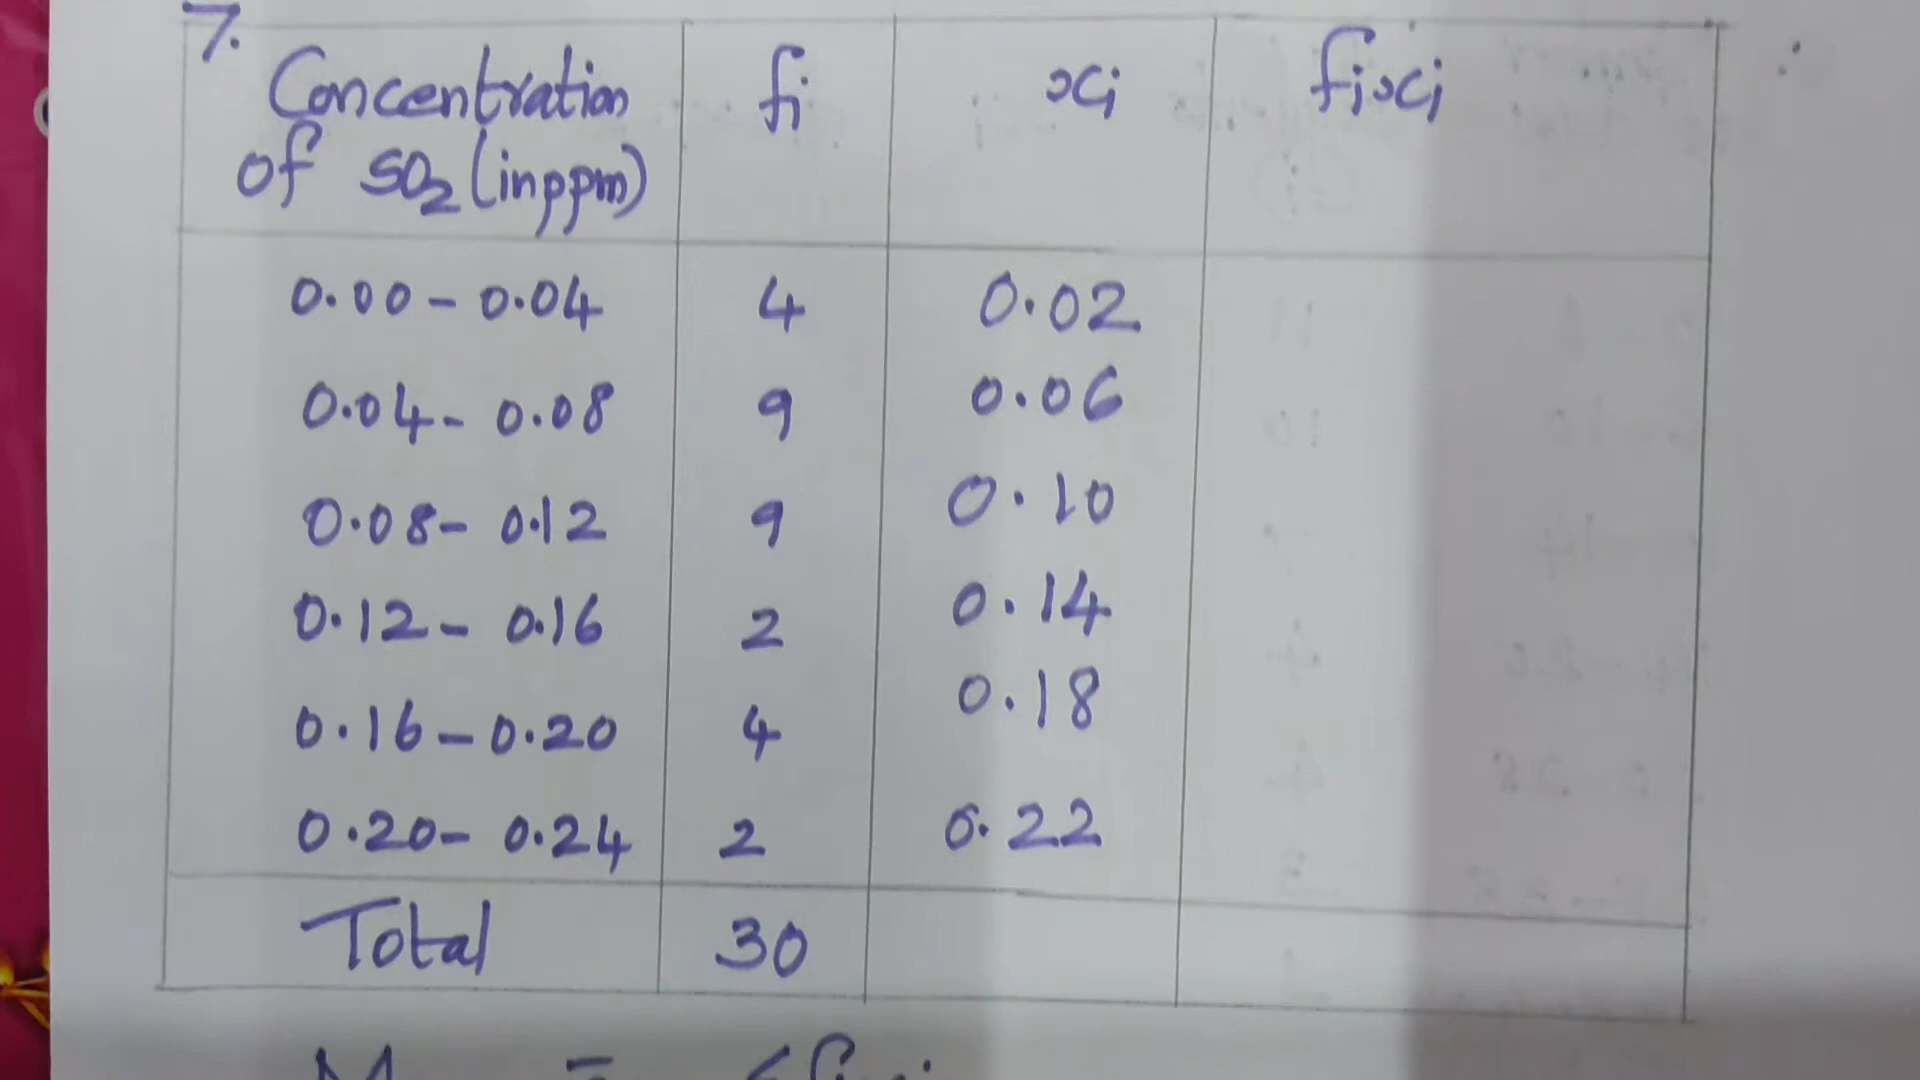 7.
Concentration of SO₂ (in ppm) fi xi fixi
0.00 - 0.04 4 0.02
0.04 - 0.08 9 0.06
0.08 - 0.12 9 0.10
0.12 - 0.16 2 0.14
0.16 - 0.20 4 0.18
0.20 - 0.24 2 0.22
Total 30